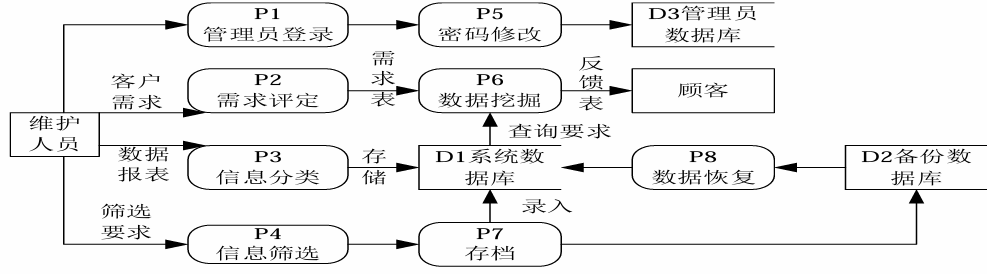 P1
管理员登录
P5
密码修改
D3管理员
数据库
客户
需求
P2
需求评定
需
求
表
P6
数据挖掘
反
馈
表
顾客
维护
人员
数据
报表
P3
信息分类
存
储
查询要求
D1系统数
据库
P8
数据恢复
D2备份数
据库
筛选
要求
P4
信息筛选
录入
P7
存档